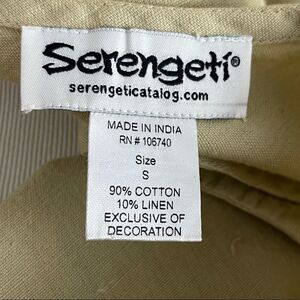 Serengeti®
serengeticatalog.com
MADE IN INDIA
RN # 106740
Size
S
90% COTTON
10% LINEN
EXCLUSIVE OF
DECORATION